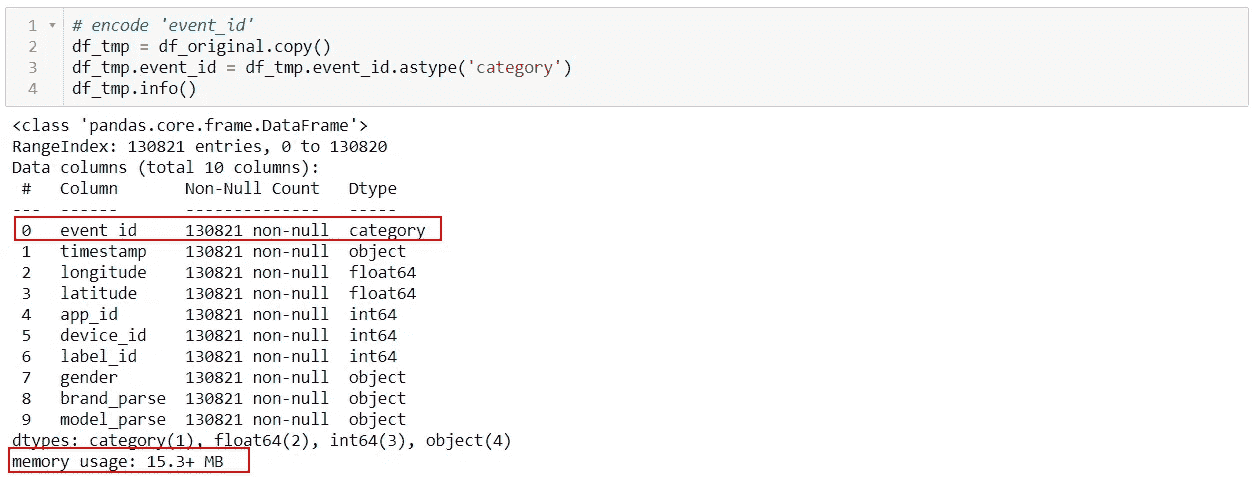 1 # encode 'event_id'
2 df_tmp = df_original.copy()
3 df_tmp.event_id = df_tmp.event_id.astype('category')
4 df_tmp.info()
<class 'pandas.core.frame.DataFrame'>
RangeIndex: 130821 entries, 0 to 130820
Data columns (total 10 columns):
#   Column        Non-Null Count   Dtype
---  ------        --------------   -----
0   event_id      130821 non-null  category
1   timestamp     130821 non-null  object
2   longitude     130821 non-null  float64
3   latitude      130821 non-null  float64
4   app_id        130821 non-null  int64
5   device_id     130821 non-null  int64
6   label_id      130821 non-null  int64
7   gender        130821 non-null  object
8   brand_parse   130821 non-null  object
9   model_parse   130821 non-null  object
dtypes: category(1), float64(2), int64(3), object(4)
memory usage: 15.3+ MB